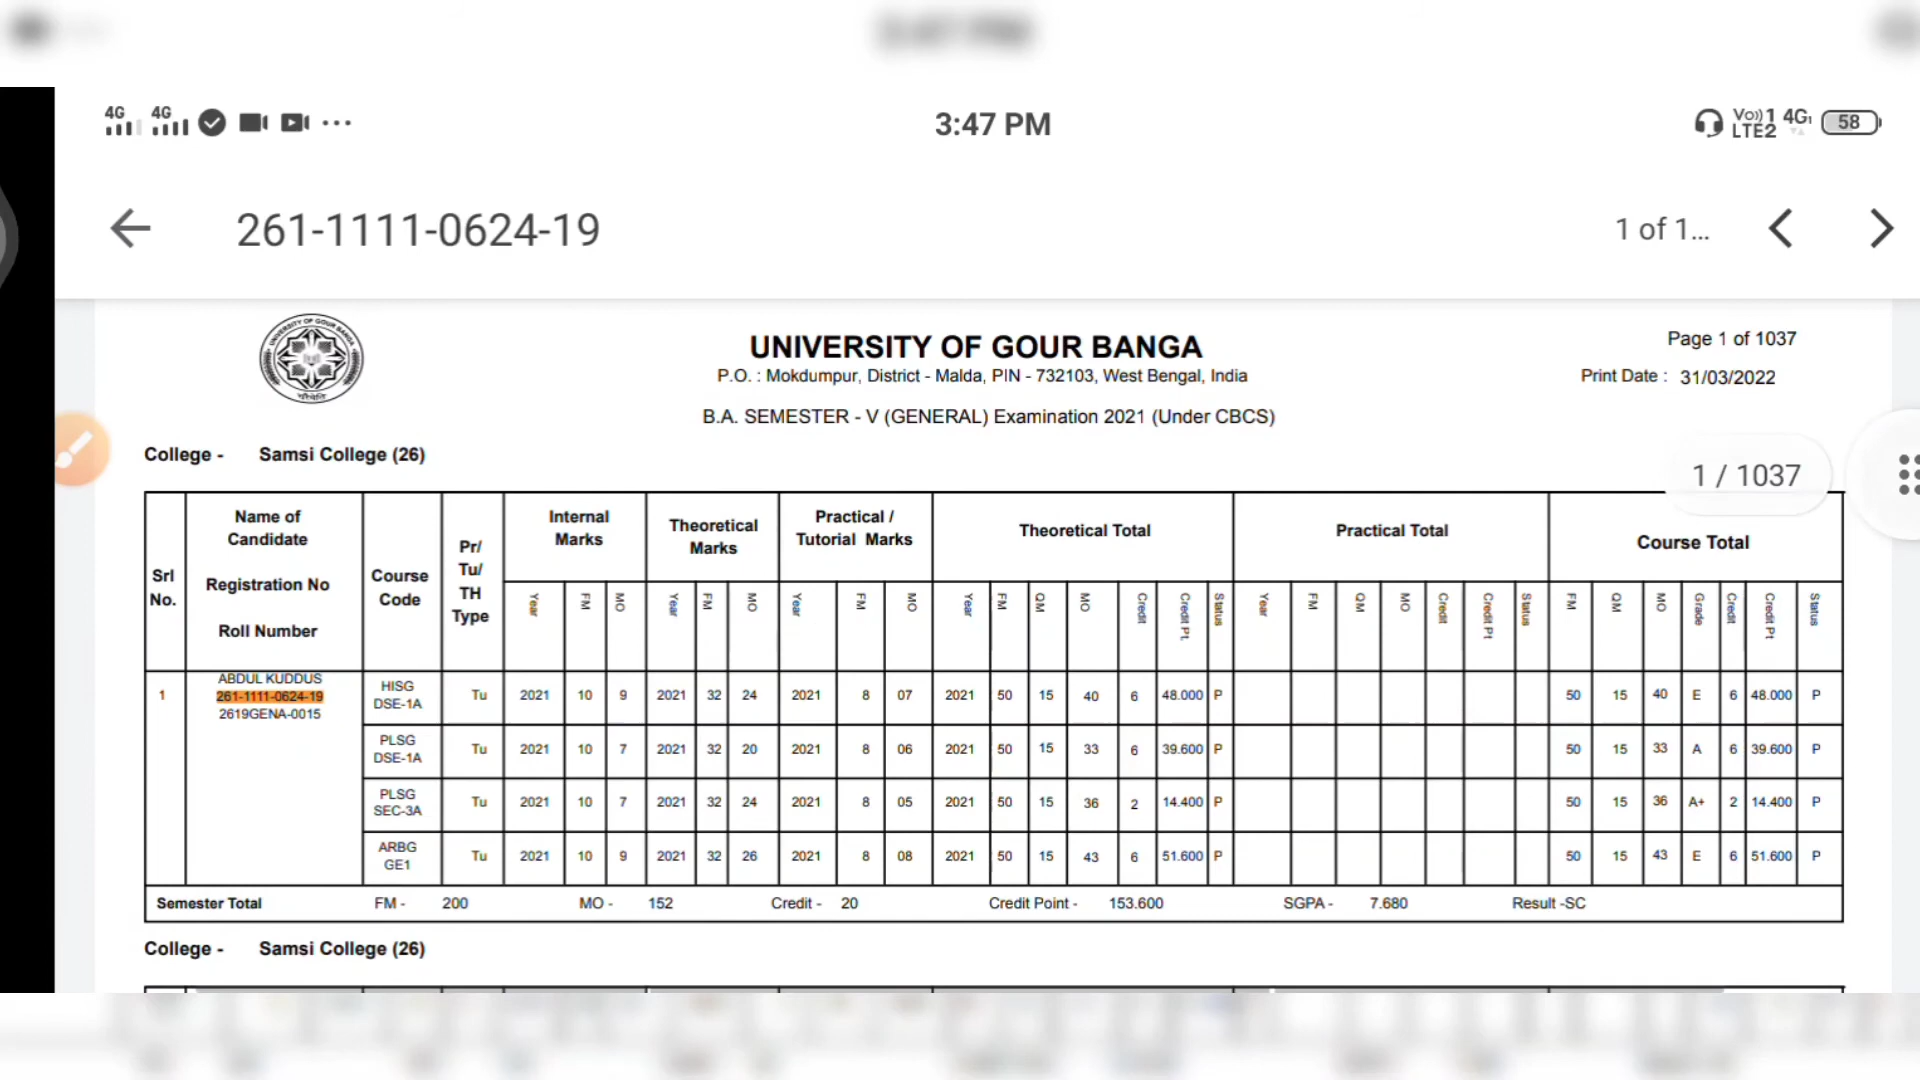 4G 4G 3:47 PM Vo)) 1 4G LTE2 58
261-1111-0624-19 1 of 1...
UNIVERSITY OF GOUR BANGA
P.O. : Mokdumpur, District - Malda, PIN - 732103, West Bengal, India
B.A. SEMESTER - V (GENERAL) Examination 2021 (Under CBCS)
Page 1 of 1037
Print Date : 31/03/2022
College - Samsi College (26)
1 / 1037
Srl No. Name of Candidate Registration No Roll Number Course Code Pr/ Tu/ TH Type Internal Marks Theoretical Marks Practical / Tutorial Marks Theoretical Total Practical Total Course Total
Year FM MO Year FM MO Year FM MO Year FM QM MO Credit Credit Pt. Status Year FM QM MO Credit Credit Pt Status FM QM MO Grade Credit Credit Pt Status
1 ABDUL KUDDUS
261-1111-0624-19
2619GENA-0015
HISG DSE-1A Tu 2021 10 9 2021 32 24 2021 8 07 2021 50 15 40 6 48.000 P 50 15 40 E 6 48.000 P
PLSG DSE-1A Tu 2021 10 7 2021 32 20 2021 8 06 2021 50 15 33 6 39.600 P 50 15 33 A 6 39.600 P
PLSG SEC-3A Tu 2021 10 7 2021 32 24 2021 8 05 2021 50 15 36 2 14.400 P 50 15 36 A+ 2 14.400 P
ARBG GE1 Tu 2021 10 9 2021 32 26 2021 8 08 2021 50 15 43 6 51.600 P 50 15 43 E 6 51.600 P
Semester Total FM - 200 MO - 152 Credit - 20 Credit Point - 153.600 SGPA - 7.680 Result -SC
College - Samsi College (26)